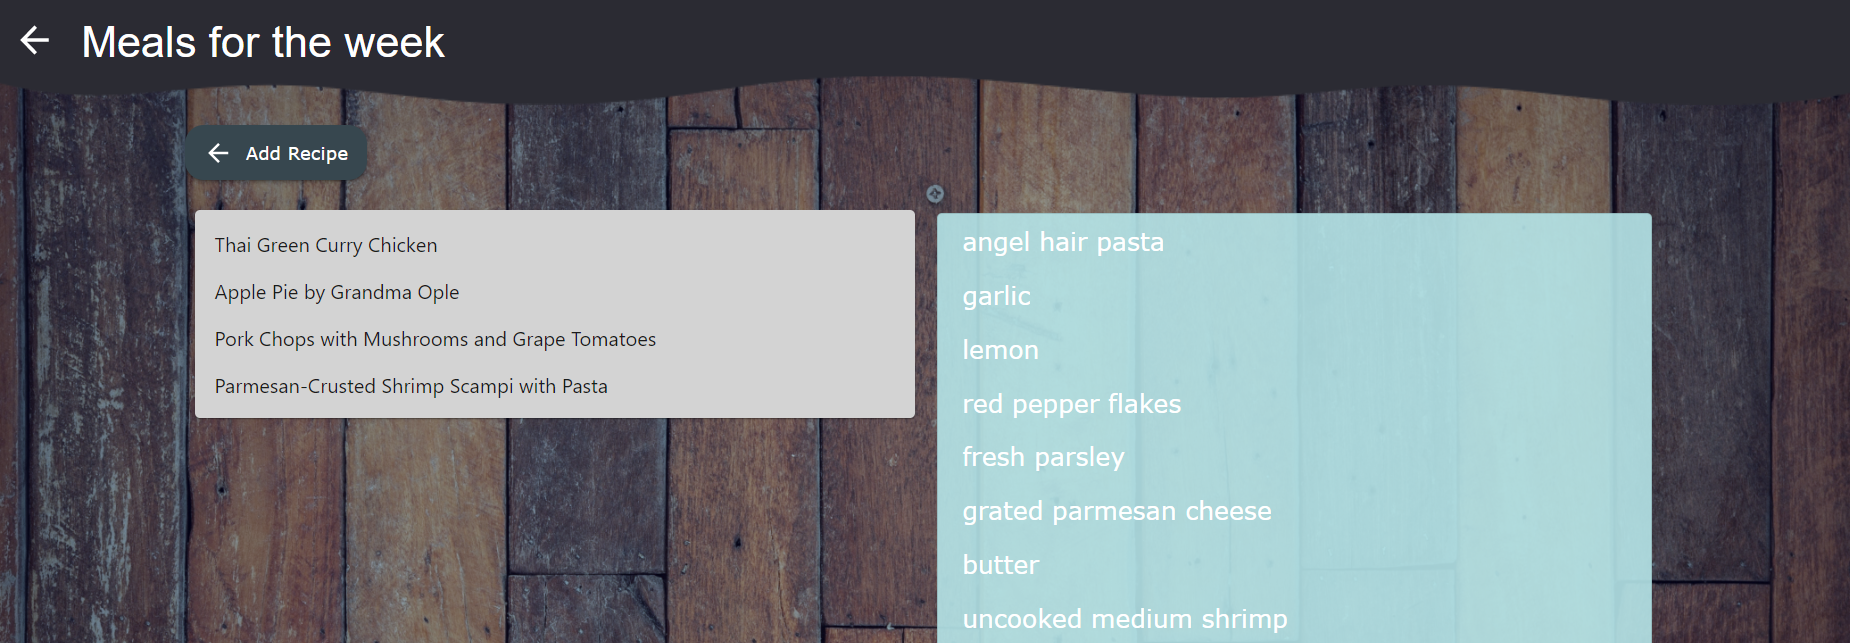 Meals for the week
Add Recipe
Thai Green Curry Chicken
Apple Pie by Grandma Ople
Pork Chops with Mushrooms and Grape Tomatoes
Parmesan-Crusted Shrimp Scampi with Pasta
angel hair pasta
garlic
lemon
red pepper flakes
fresh parsley
grated parmesan cheese
butter
uncooked medium shrimp